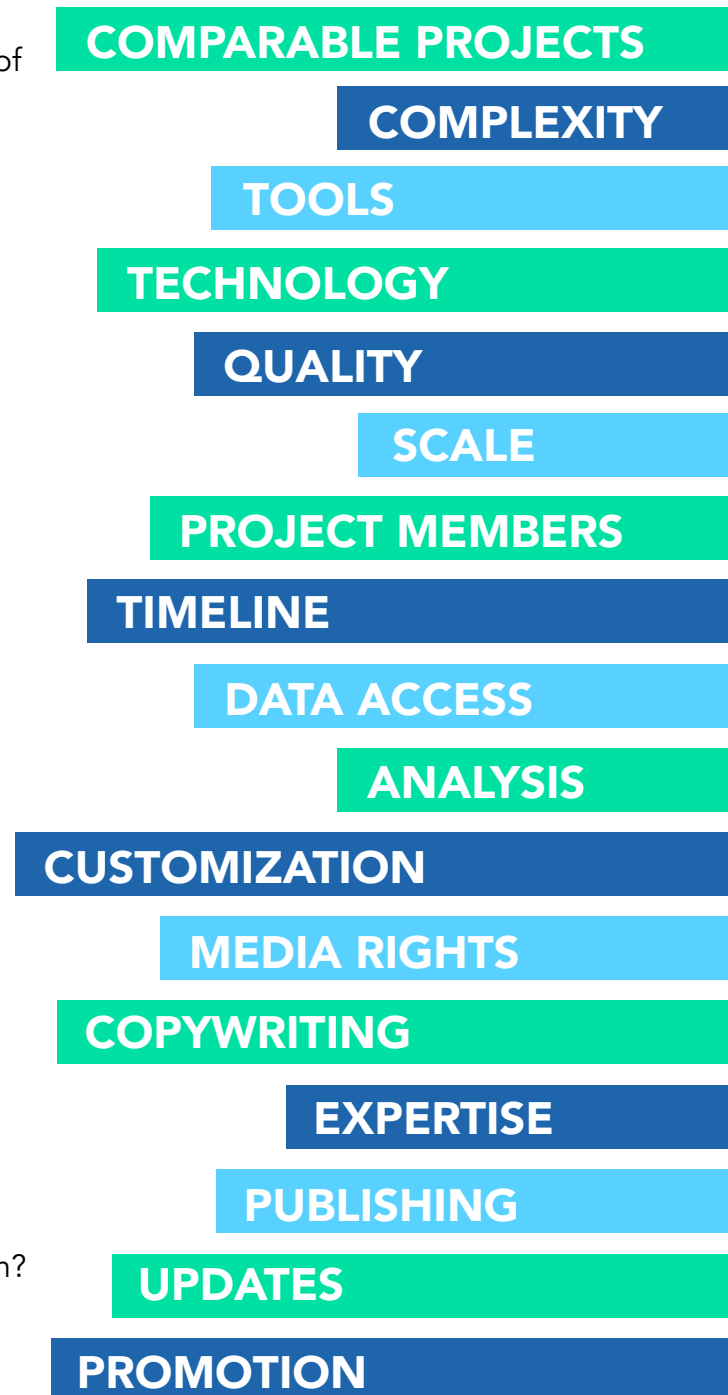 COMPARABLE PROJECTS
of
COMPLEXITY
TOOLS
TECHNOLOGY
QUALITY
SCALE
PROJECT MEMBERS
TIMELINE
DATA ACCESS
ANALYSIS
CUSTOMIZATION
MEDIA RIGHTS
COPYWRITING
EXPERTISE
PUBLISHING
n?
UPDATES
PROMOTION